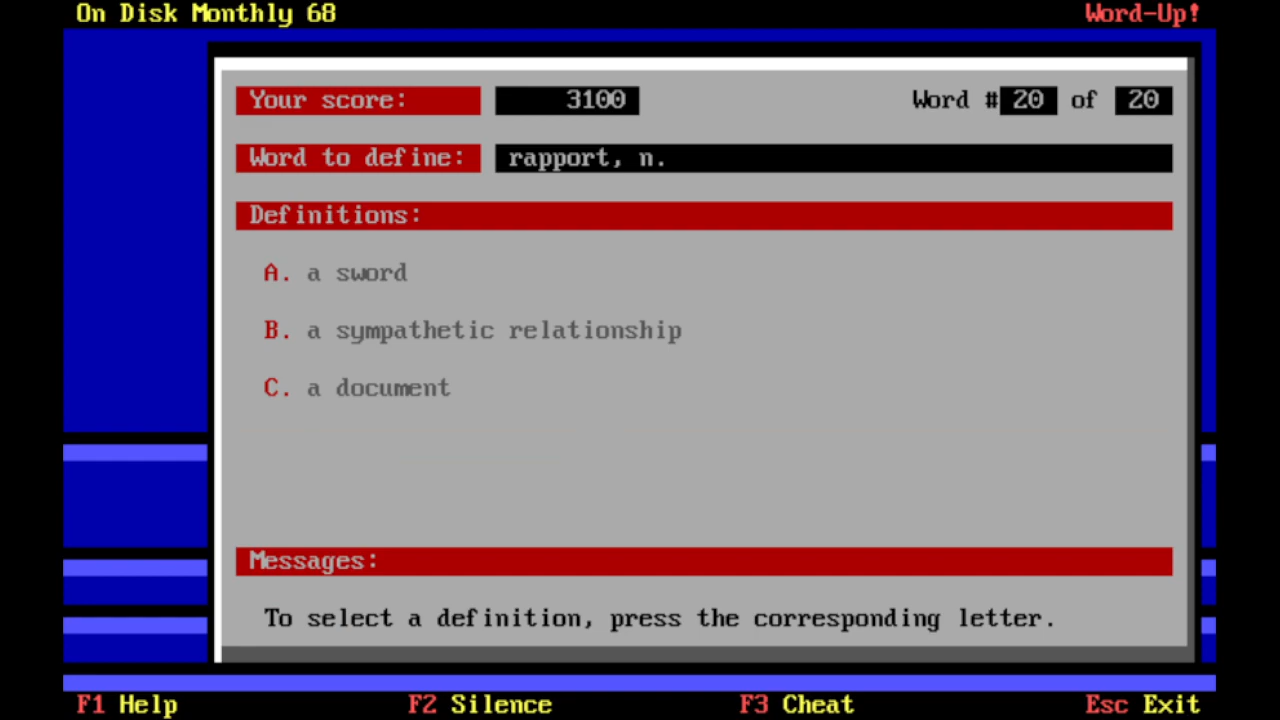 On Disk Monthly 68 Word-Up!
Your score: 3100 Word #20 of 20
Word to define: rapport, n.
Definitions:
A. a sword
B. a sympathetic relationship
C. a document
Messages:
To select a definition, press the corresponding letter.
F1 Help F2 Silence F3 Cheat Esc Exit